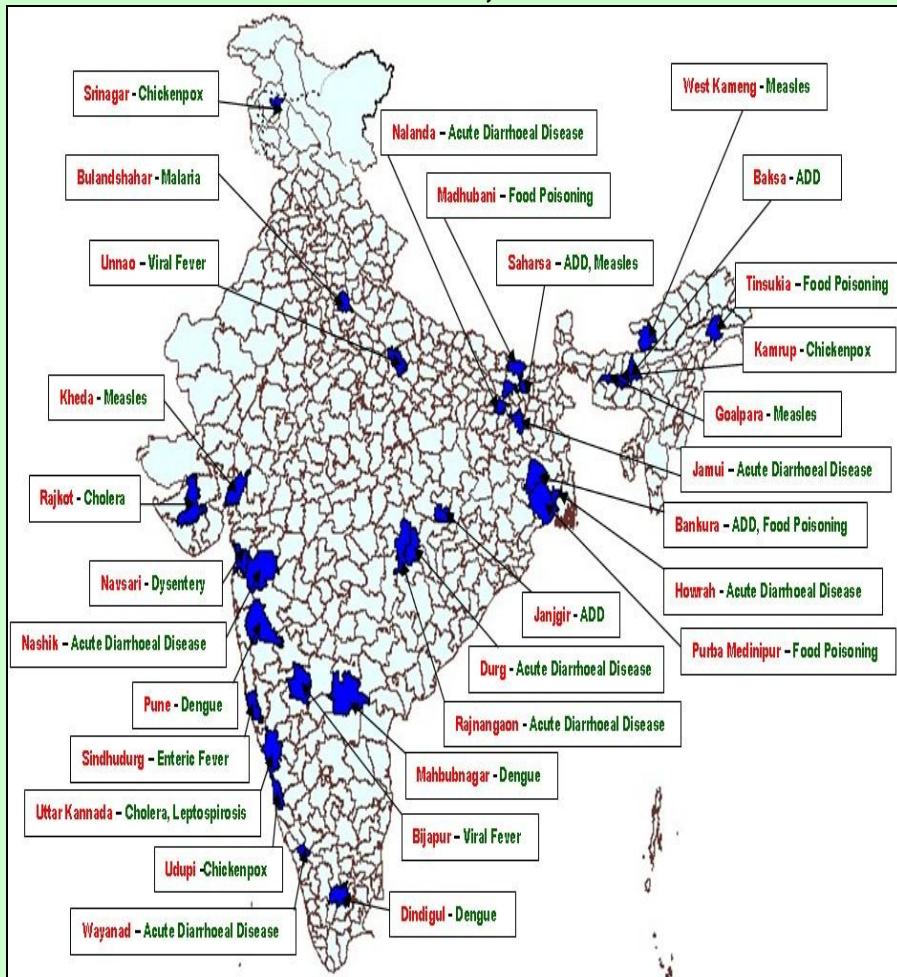 Srinagar - Chickenpox
West Kameng - Measles
Nalanda – Acute Diarrhoeal Disease
Bulandshahar - Malaria
Madhubani – Food Poisoning
Baksa – ADD
Unnao – Viral Fever
Saharsa – ADD, Measles
Tinsukia – Food Poisoning
Kamrup – Chickenpox
Kheda – Measles
Goalpara - Measles
Jamui – Acute Diarrhoeal Disease
Rajkot – Cholera
Bankura – ADD, Food Poisoning
Navsari – Dysentery
Howrah – Acute Diarrhoeal Disease
Janjgir – ADD
Nashik – Acute Diarrhoeal Disease
Purba Medinipur – Food Poisoning
Durg – Acute Diarrhoeal Disease
Pune – Dengue
Rajnangaon – Acute Diarrhoeal Disease
Sindhudurg – Enteric Fever
Mahbubnagar - Dengue
Uttar Kannada – Cholera, Leptospirosis
Bijapur – Viral Fever
Udupi -Chickenpox
Dindigul – Dengue
Wayanad – Acute Diarrhoeal Disease